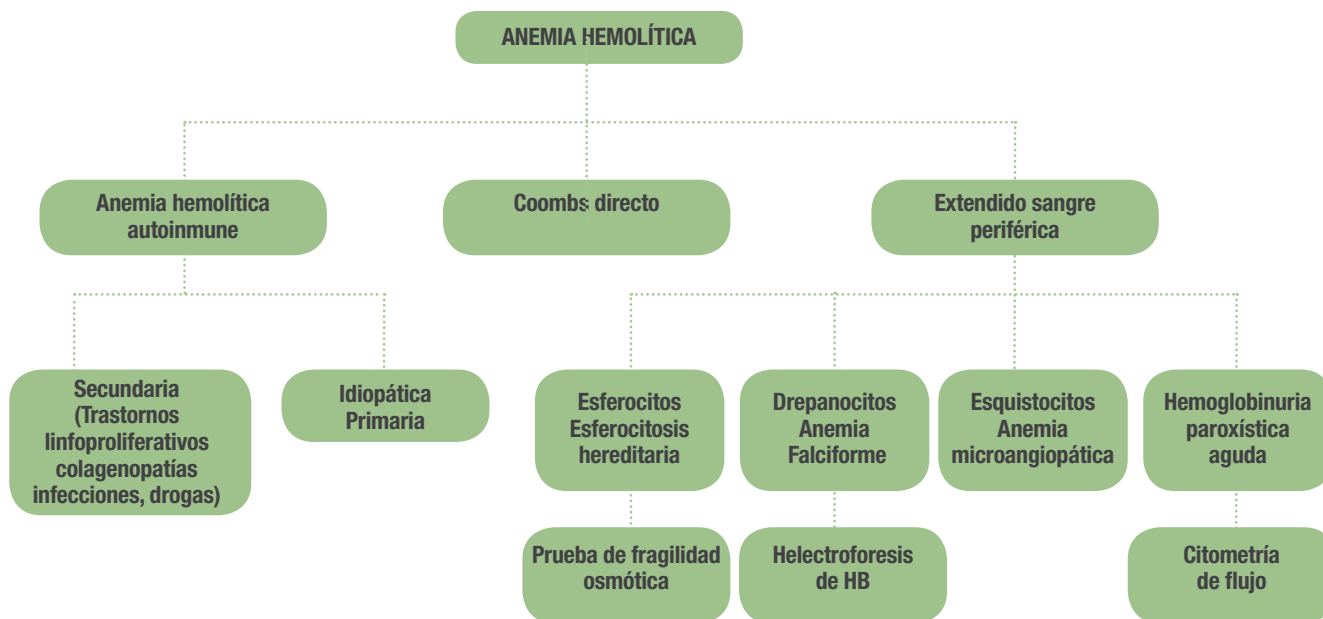 ANEMIA HEMOLÍTICA
Anemia hemolítica
autoinmune
Coombs directo
Extendido sangre
periférica
Secundaria
(Trastornos
linfoproliferativos
colagenopatías
infecciones, drogas)
Idiopática
Primaria
Esferocitos
Esferocitosis
hereditaria
Drepanocitos
Anemia
Falciforme
Esquistocitos
Anemia
microangiopática
Hemoglobinuria
paroxística
aguda
Prueba de fragilidad
osmótica
Helectroforesis
de HB
Citometría
de flujo